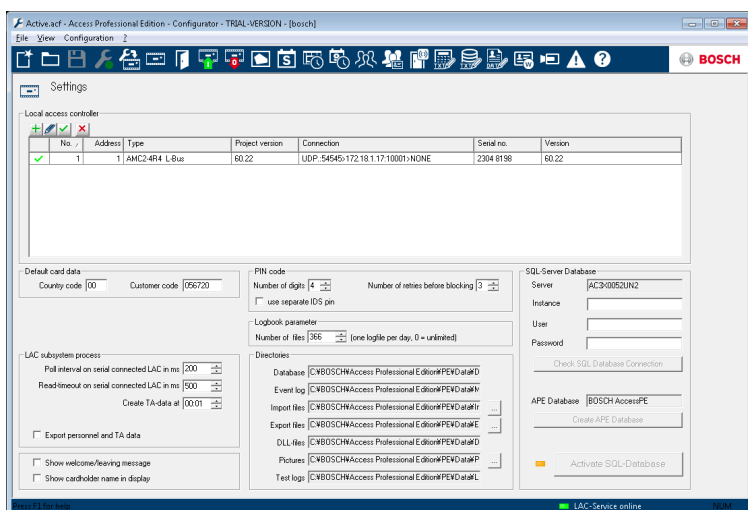 Active.acf - Access Professional Edition - Configurator - TRIAL-VERSION - [bosch]
File View Configuration ?
BOSCH
Settings
Local access controller
No. / Address Type Project version Connection Serial no. Version
1 1 AMC2-4R4 L-Bus 60.22 UDP::54545>172.18.1.17:10001>NONE 2304 8198 60.22
Default card data
Country code 00 Customer code 056720
PIN code
Number of digits 4 Number of retries before blocking 3
use separate IDS pin
Logbook parameter
Number of files 366 (one logfile per day, 0 = unlimited)
LAC subsystem process
Poll interval on serial connected LAC in ms 200
Read-timeout on serial connected LAC in ms 500
Create TA-data at 00:01
Export personnel and TA data
Show welcome/leaving message
Show cardholder name in display
Directories
Database C:¥BOSCH¥Access Professional Edition¥PE¥Data¥D
Event log C:¥BOSCH¥Access Professional Edition¥PE¥Data¥M
Import files C:¥BOSCH¥Access Professional Edition¥PE¥Data¥Ir
Export files C:¥BOSCH¥Access Professional Edition¥PE¥Data¥E
DLL-files C:¥BOSCH¥Access Professional Edition¥PE¥Data¥D
Pictures C:¥BOSCH¥Access Professional Edition¥PE¥Data¥P
Test logs C:¥BOSCH¥Access Professional Edition¥PE¥Data¥L
SQL-Server Database
Server AC3X0052UN2
Instance
User
Password
Check SQL Database Connection
APE Database BOSCH AccessPE
Create APE Database
Activate SQL-Database
Press F1 for help
LAC-Service online NUM